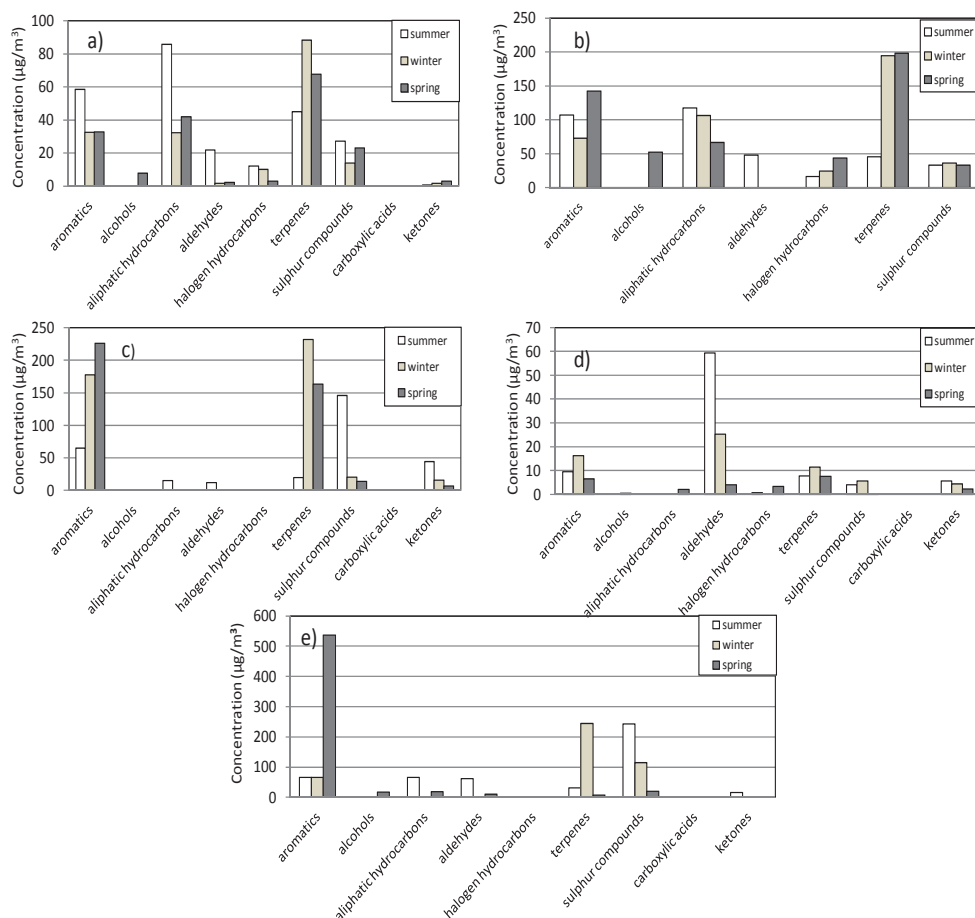 a)
Concentration (µg/m³)
100
80
60
40
20
0
summer
winter
spring
aromatics
alcohols
aliphatic hydrocarbons
aldehydes
halogen hydrocarbons
terpenes
sulphur compounds
carboxylic acids
ketones
b)
Concentration (µg/m³)
250
200
150
100
50
0
summer
winter
spring
aromatics
alcohols
aliphatic hydrocarbons
aldehydes
halogen hydrocarbons
terpenes
sulphur compounds
c)
Concentration (µg/m³)
250
200
150
100
50
0
summer
winter
spring
aromatics
alcohols
aliphatic hydrocarbons
aldehydes
halogen hydrocarbons
terpenes
sulphur compounds
carboxylic acids
ketones
d)
Concentration (µg/m³)
70
60
50
40
30
20
10
0
summer
winter
spring
aromatics
alcohols
aliphatic hydrocarbons
aldehydes
halogen hydrocarbons
terpenes
sulphur compounds
carboxylic acids
ketones
e)
Concentration (µg/m³)
600
500
400
300
200
100
0
summer
winter
spring
aromatics
alcohols
aliphatic hydrocarbons
aldehydes
halogen hydrocarbons
terpenes
sulphur compounds
carboxylic acids
ketones